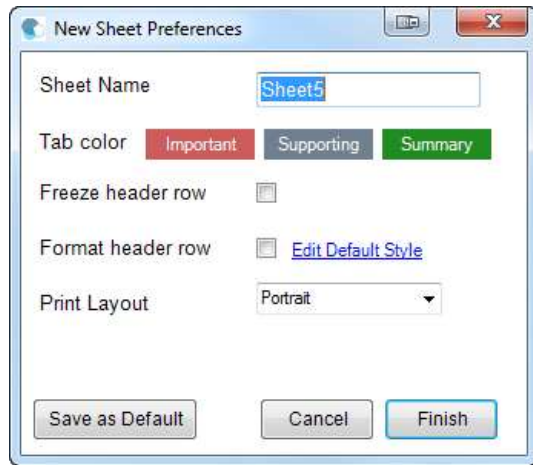 New Sheet Preferences
Sheet Name Sheet5
Tab color Important Supporting Summary
Freeze header row
Format header row Edit Default Style
Print Layout Portrait
Save as Default Cancel Finish